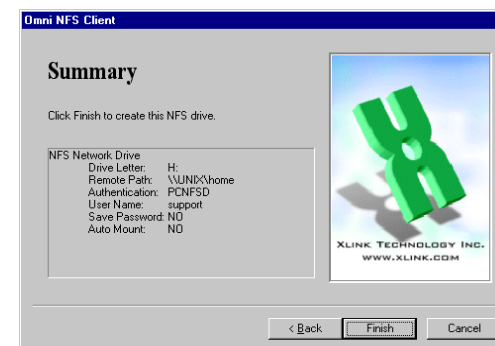 Omni NFS Client
Summary
Click Finish to create this NFS drive.
NFS Network Drive
Drive Letter: H:
Remote Path: \\UNIX\home
Authentication: PCNFSD
User Name: support
Save Password: NO
Auto Mount: NO
XLINK TECHNOLOGY INC.
WWW.XLINK.COM
< Back
Finish
Cancel